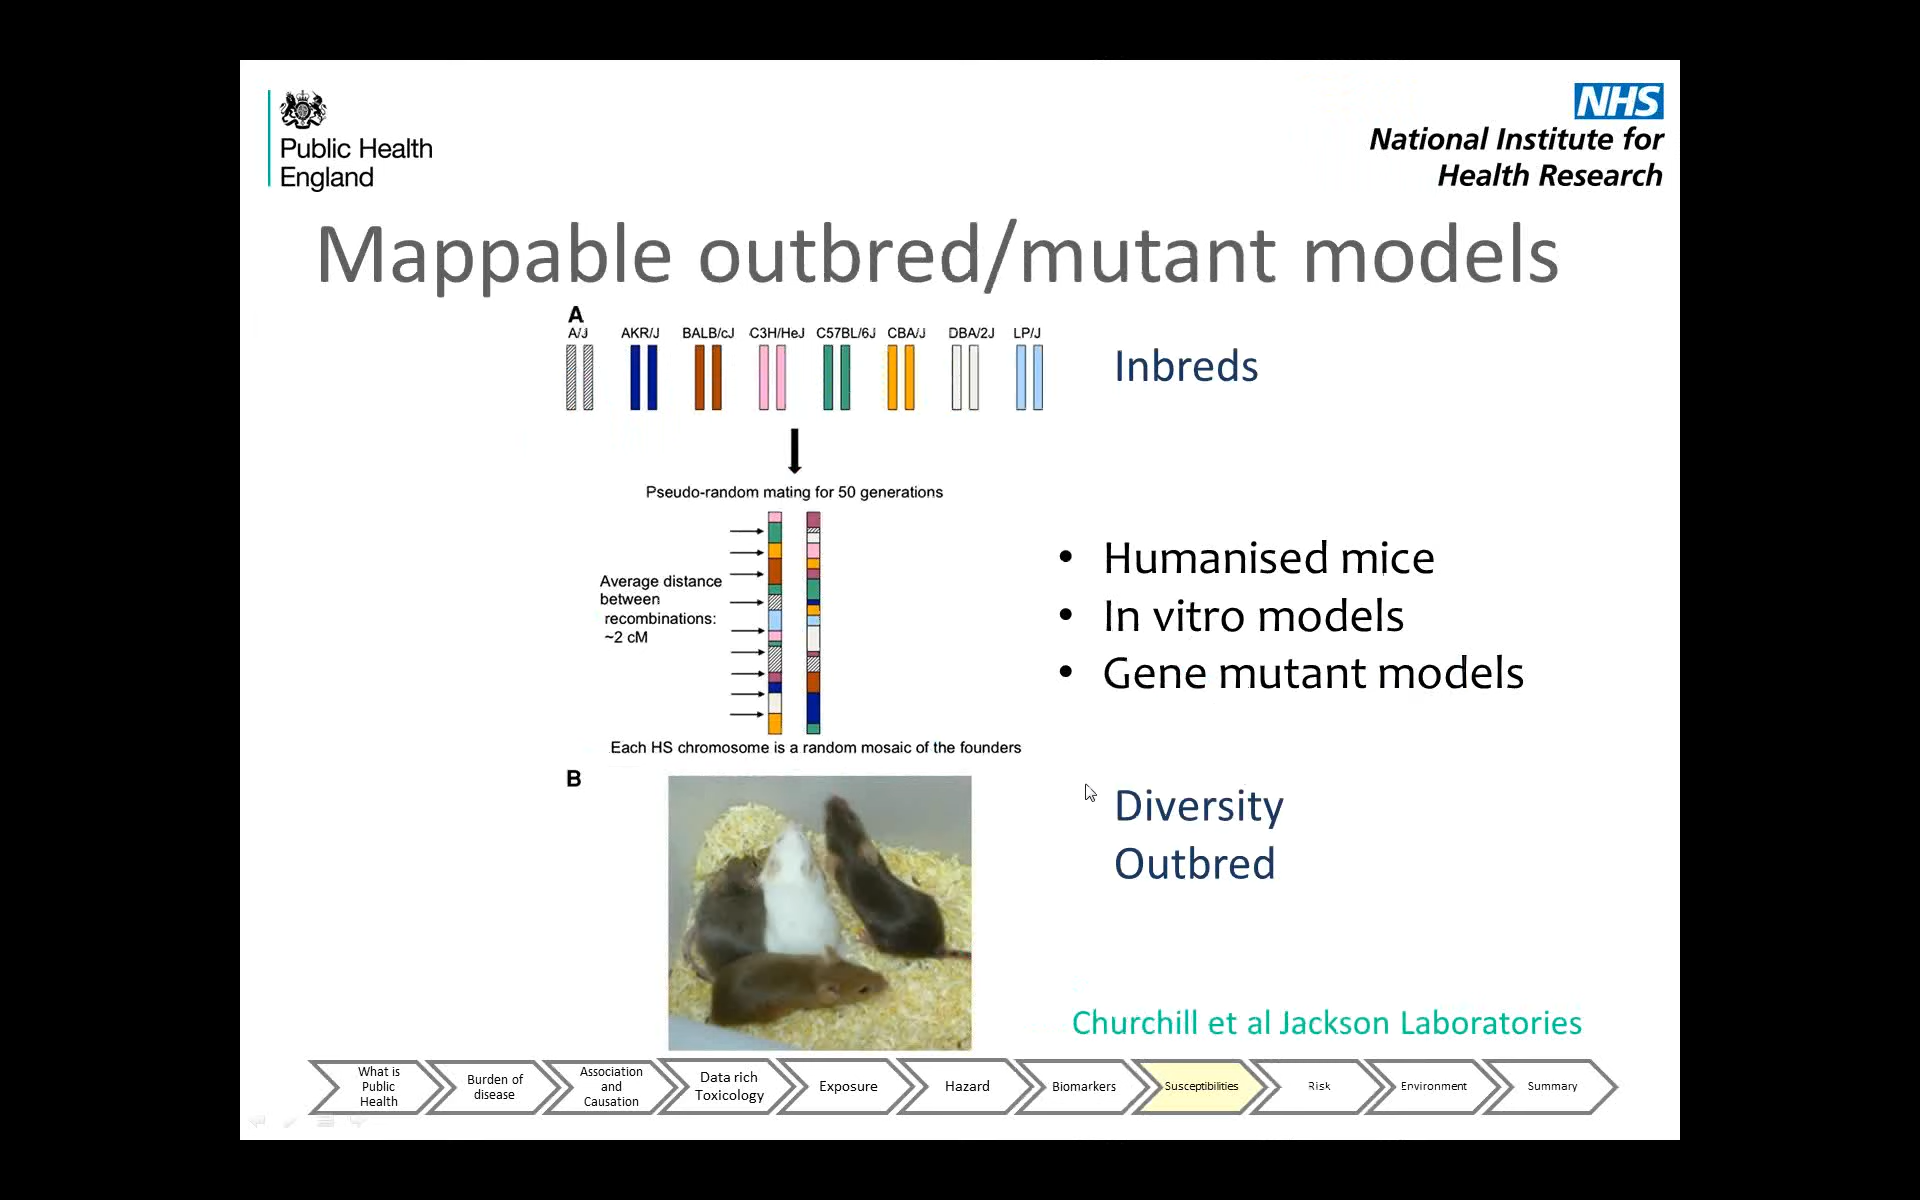 Public Health
England
NHS
National Institute for
Health Research
Mappable outbred/mutant models
A
A/J AKR/J BALB/cJ C3H/HeJ C57BL/6J CBA/J DBA/2J LP/J
Inbreds
Pseudo-random mating for 50 generations
Average distance
between
recombinations:
~2 cM
Each HS chromosome is a random mosaic of the founders
• Humanised mice
• In vitro models
• Gene mutant models
B
Diversity
Outbred
Churchill et al Jackson Laboratories
What is
Public
Health
Burden of
disease
Association
and
Causation
Data rich
Toxicology
Exposure
Hazard
Biomarkers
Susceptibilities
Risk
Environment
Summary